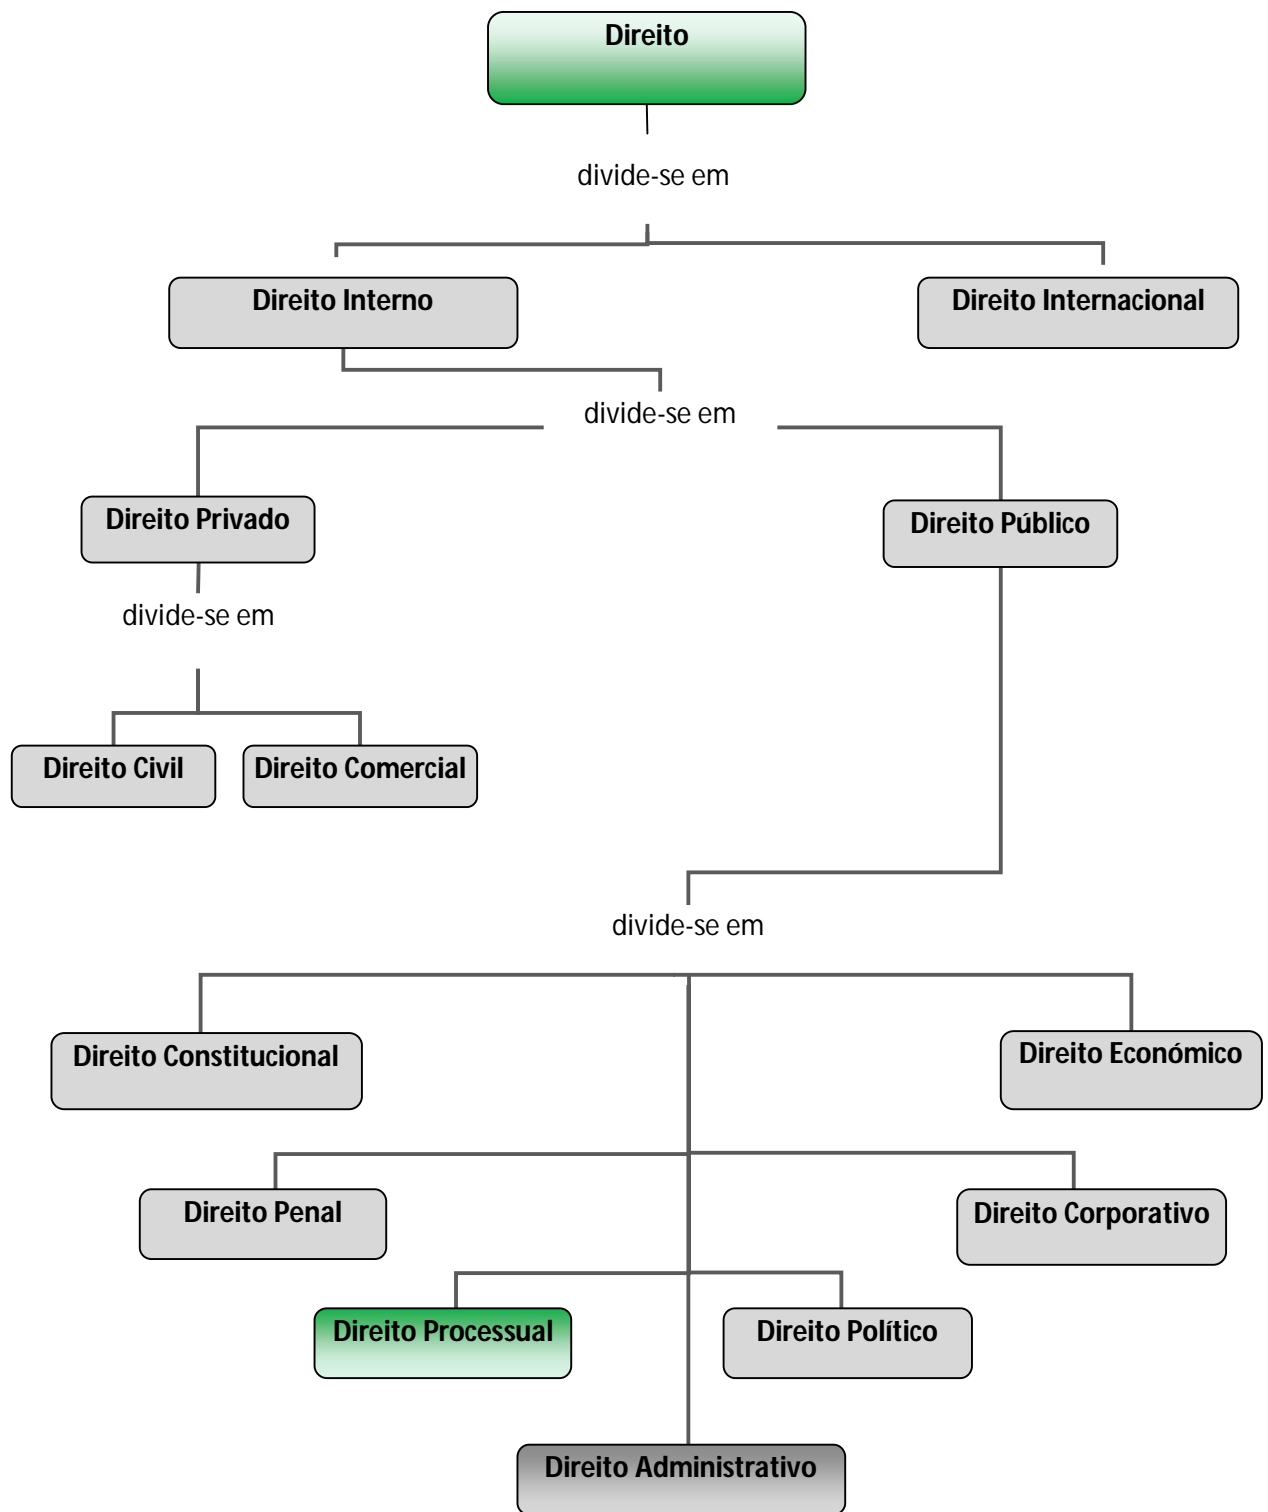 Direito
divide-se em
Direito Interno
Direito Internacional
divide-se em
Direito Privado
Direito Público
divide-se em
Direito Civil
Direito Comercial
divide-se em
Direito Constitucional
Direito Económico
Direito Penal
Direito Corporativo
Direito Processual
Direito Político
Direito Administrativo